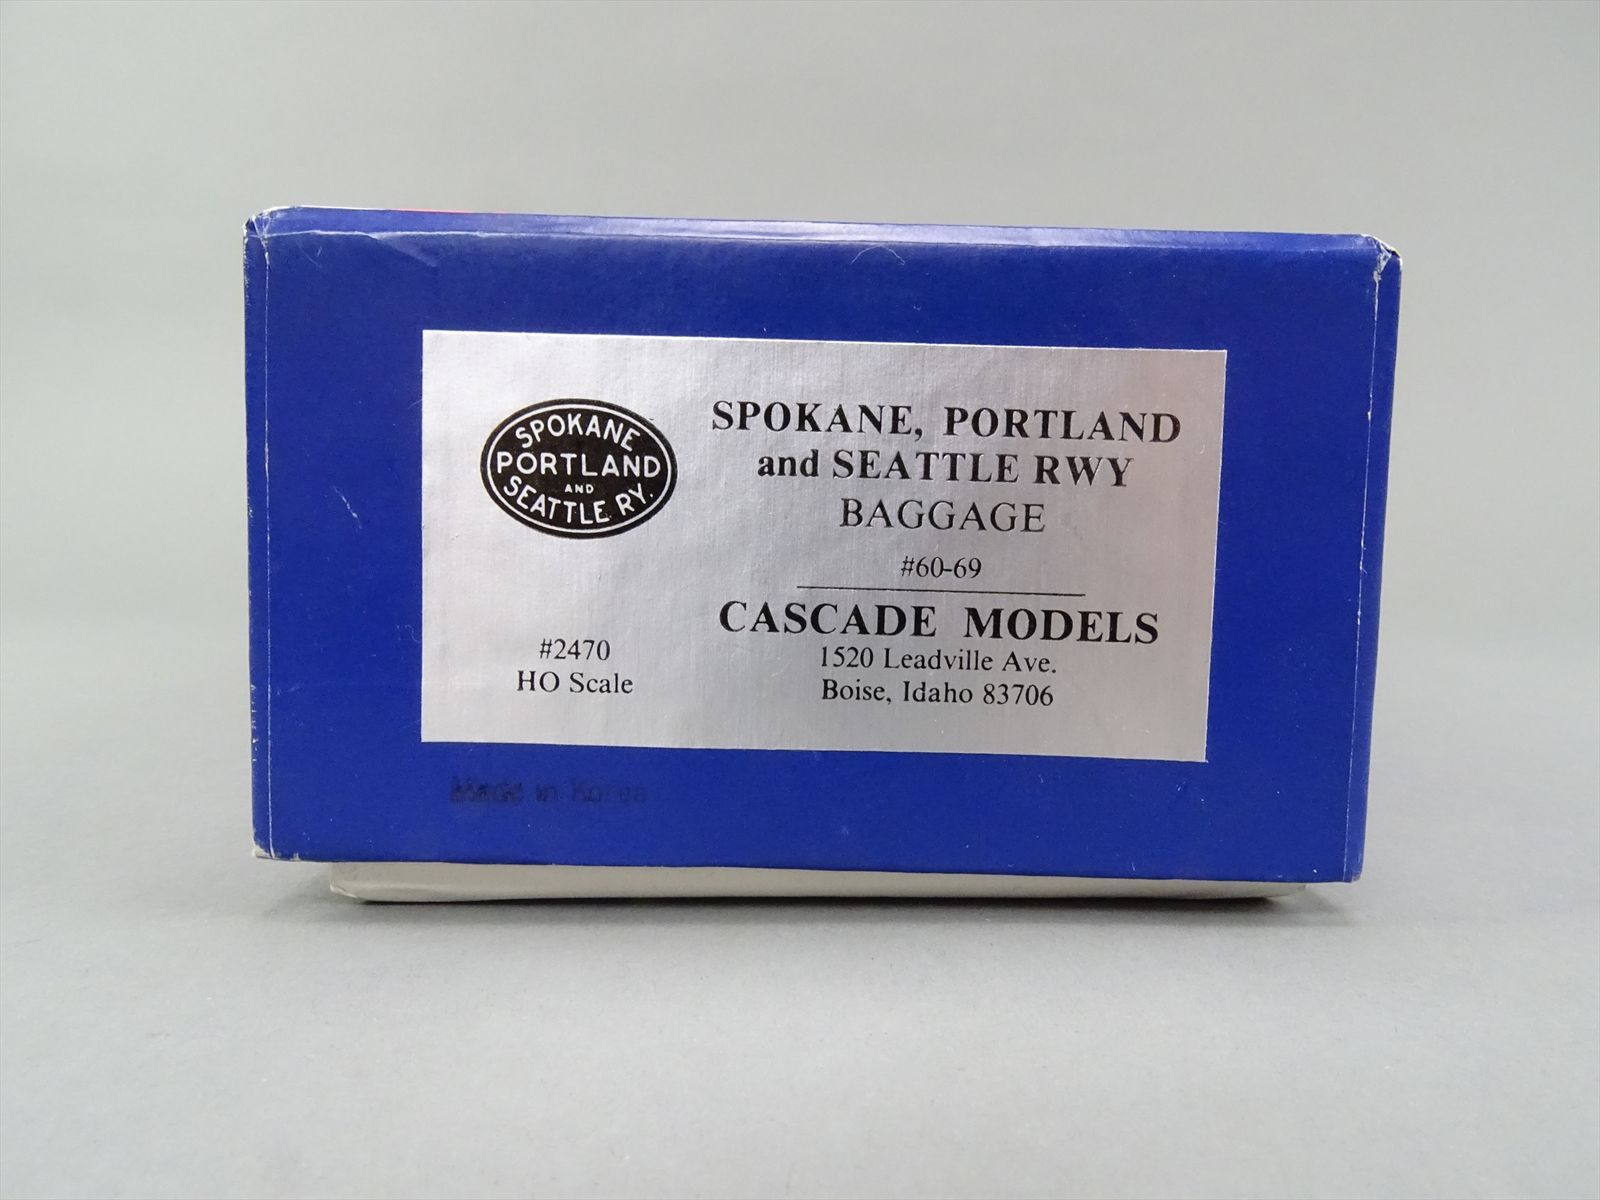 SPOKANE
PORTLAND
AND
SEATTLE RY.
SPOKANE, PORTLAND
and SEATTLE RWY
BAGGAGE
#60-69
CASCADE MODELS
1520 Leadville Ave.
Boise, Idaho 83706
#2470
HO Scale
Made in Korea